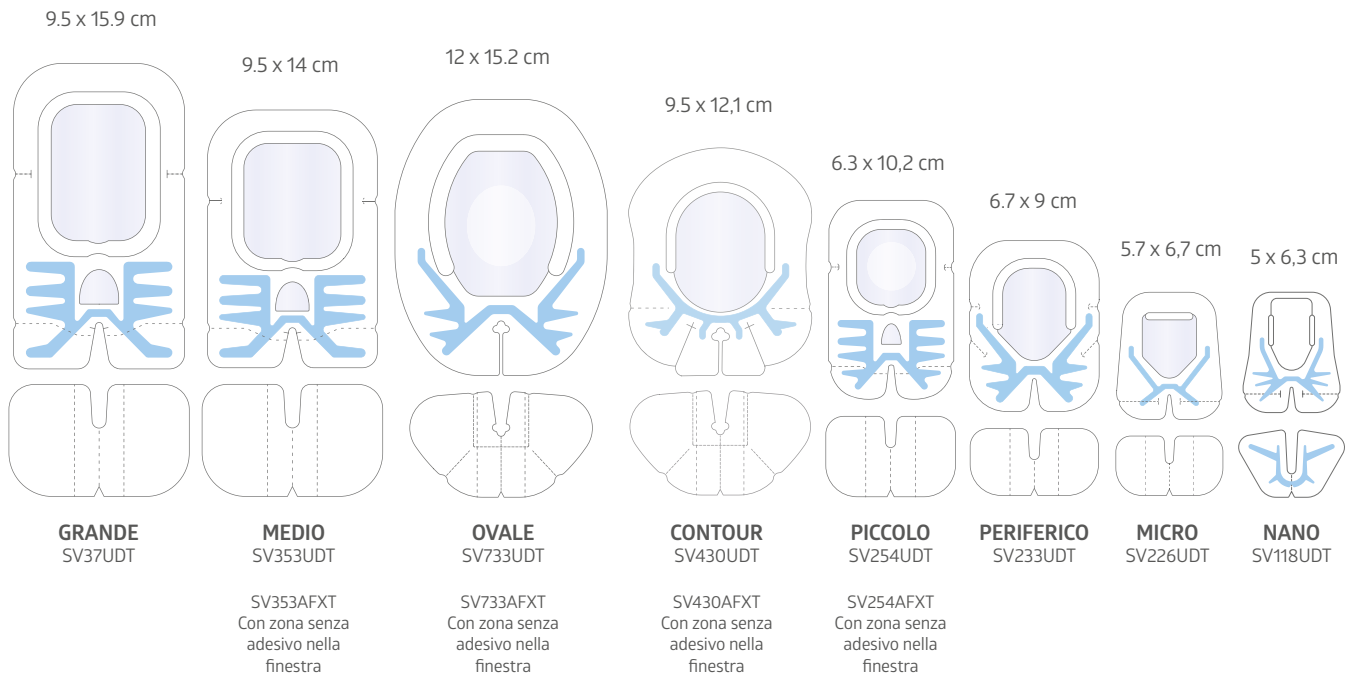 9.5 x 15.9 cm
9.5 x 14 cm
12 x 15.2 cm
9.5 x 12,1 cm
6.3 x 10,2 cm
6.7 x 9 cm
5.7 x 6,7 cm
5 x 6,3 cm
GRANDE
SV37UDT
MEDIO
SV353UDT
SV353AFXT
Con zona senza
adesivo nella
finestra
OVALE
SV733UDT
SV733AFXT
Con zona senza
adesivo nella
finestra
CONTOUR
SV430UDT
SV430AFXT
Con zona senza
adesivo nella
finestra
PICCOLO
SV254UDT
SV254AFXT
Con zona senza
adesivo nella
finestra
PERIFERICO
SV233UDT
MICRO
SV226UDT
NANO
SV118UDT